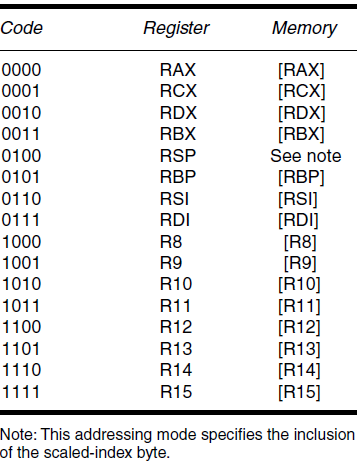 Code Register Memory
0000 RAX [RAX]
0001 RCX [RCX]
0010 RDX [RDX]
0011 RBX [RBX]
0100 RSP See note
0101 RBP [RBP]
0110 RSI [RSI]
0111 RDI [RDI]
1000 R8 [R8]
1001 R9 [R9]
1010 R10 [R10]
1011 R11 [R11]
1100 R12 [R12]
1101 R13 [R13]
1110 R14 [R14]
1111 R15 [R15]
Note: This addressing mode specifies the inclusion
of the scaled-index byte.